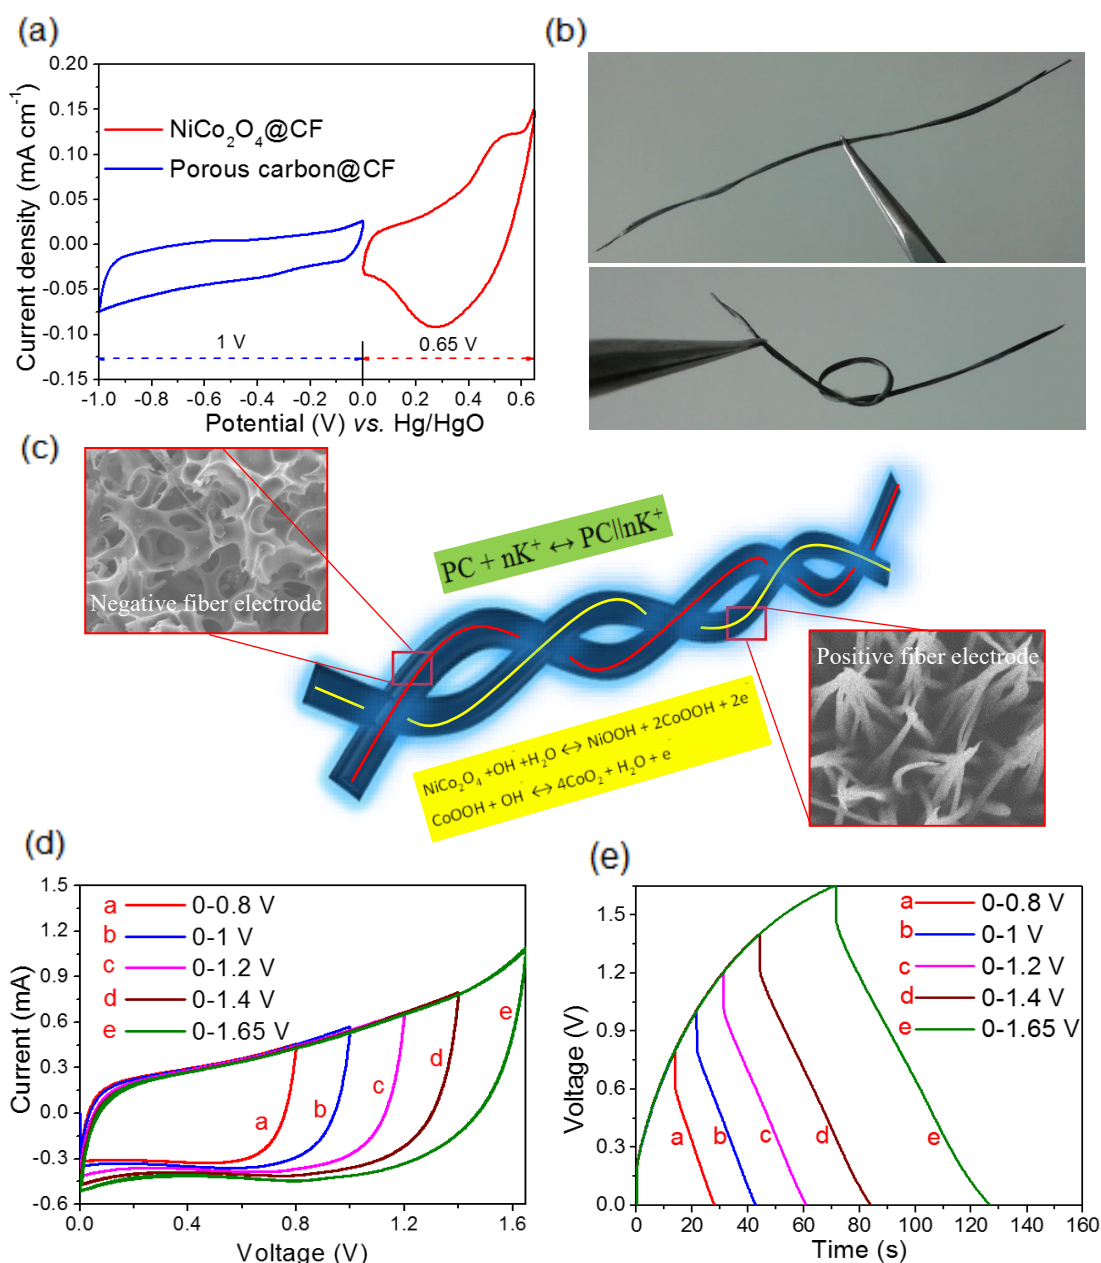 (a)
0.20
0.15
0.10
0.05
0.00
-0.05
-0.10
-0.15
Current density (mA cm⁻¹)
NiCo₂O₄@CF
Porous carbon@CF
1 V
0.65 V
-1.0 -0.8 -0.6 -0.4 -0.2 0.0 0.2 0.4 0.6
Potential (V) vs. Hg/HgO
(b)
(c)
Negative fiber electrode
PC + nK⁺ ↔ PC||nK⁺
Positive fiber electrode
NiCo₂O₄ +OH⁻+H₂O ↔ NiOOH + 2CoOOH + 2e⁻
CoOOH + OH⁻ ↔ 4CoO₂ + H₂O + e⁻
(d)
1.5
1.2
0.9
0.6
0.3
0.0
-0.3
-0.6
Current (mA)
a 0-0.8 V
b 0-1 V
c 0-1.2 V
d 0-1.4 V
e 0-1.65 V
a
b
c
d
e
0.0 0.4 0.8 1.2 1.6
Voltage (V)
(e)
1.5
1.2
0.9
0.6
0.3
0.0
Voltage (V)
a 0-0.8 V
b 0-1 V
c 0-1.2 V
d 0-1.4 V
e 0-1.65 V
a
b
c
d
e
0 20 40 60 80 100 120 140 160
Time (s)